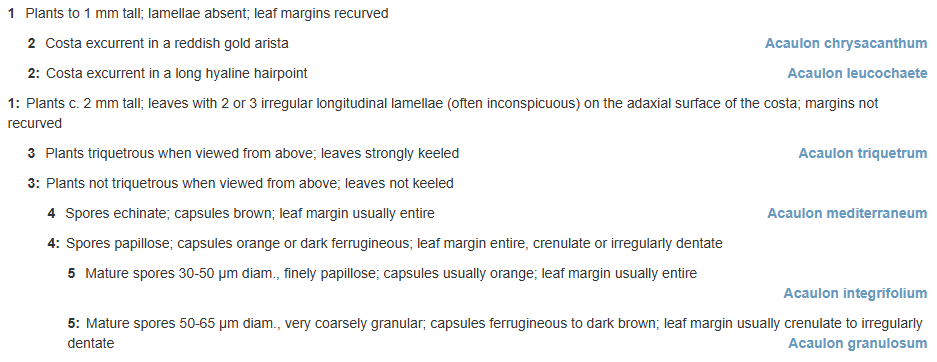 1 Plants to 1 mm tall; lamellae absent; leaf margins recurved
2 Costa excurrent in a reddish gold arista Acaulon chrysacanthum
2: Costa excurrent in a long hyaline hairpoint Acaulon leucochaete
1: Plants c. 2 mm tall; leaves with 2 or 3 irregular longitudinal lamellae (often inconspicuous) on the adaxial surface of the costa; margins not
recurved
3 Plants triquetrous when viewed from above; leaves strongly keeled Acaulon triquetrum
3: Plants not triquetrous when viewed from above; leaves not keeled
4 Spores echinate; capsules brown; leaf margin usually entire Acaulon mediterraneum
4: Spores papillose; capsules orange or dark ferrugineous; leaf margin entire, crenulate or irregularly dentate
5 Mature spores 30-50 µm diam., finely papillose; capsules usually orange; leaf margin usually entire
Acaulon integrifolium
5: Mature spores 50-65 µm diam., very coarsely granular; capsules ferrugineous to dark brown; leaf margin usually crenulate to irregularly
dentate Acaulon granulosum